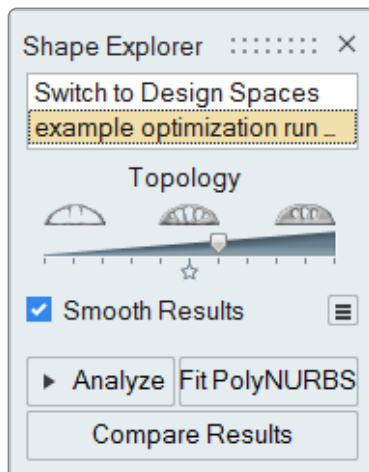 Shape Explorer
Switch to Design Spaces
example optimization run ...
Topology
Smooth Results
Analyze
Fit PolyNURBS
Compare Results